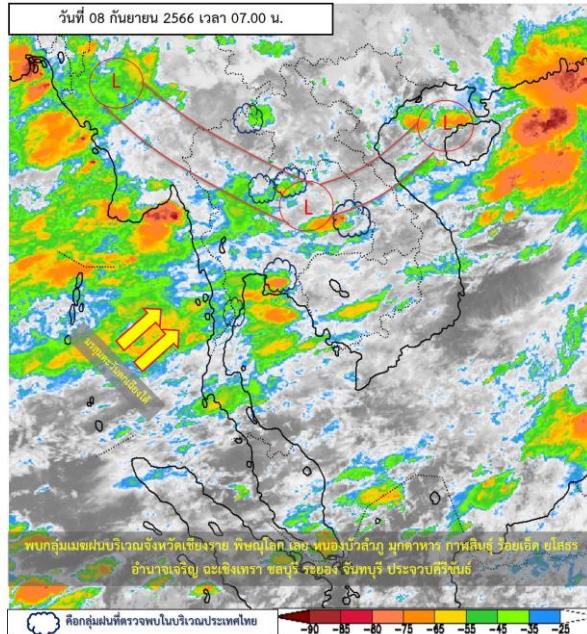 วันที่ 08 กันยายน 2566 เวลา 07.00 น.
L
L
L
มรสุมตะวันตกเฉียงใต้
พบกลุ่มเมฆฝนบริเวณจังหวัดเชียงราย พิษณุโลก เลย หนองบัวลำภู มุกดาหาร กาฬสินธุ์ ร้อยเอ็ด ยโสธร
อำนาจเจริญ ฉะเชิงเทรา ชลบุรี ระยอง จันทบุรี ประจวบคีรีขันธ์
คือกลุ่มฝนที่ตรวจพบในบริเวณประเทศไทย
-90 -85 -80 -75 -70 -65 -60 -55 -45 -35 -25